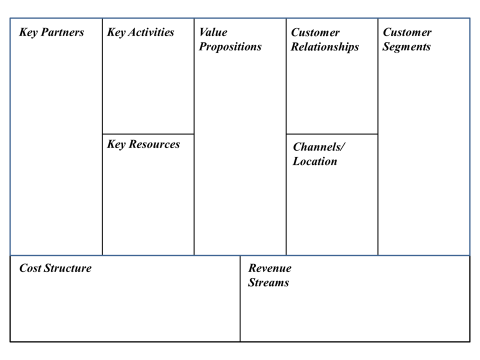 Key Partners
Key Activities
Key Resources
Value
Propositions
Customer
Relationships
Channels/
Location
Customer
Segments
Cost Structure
Revenue
Streams